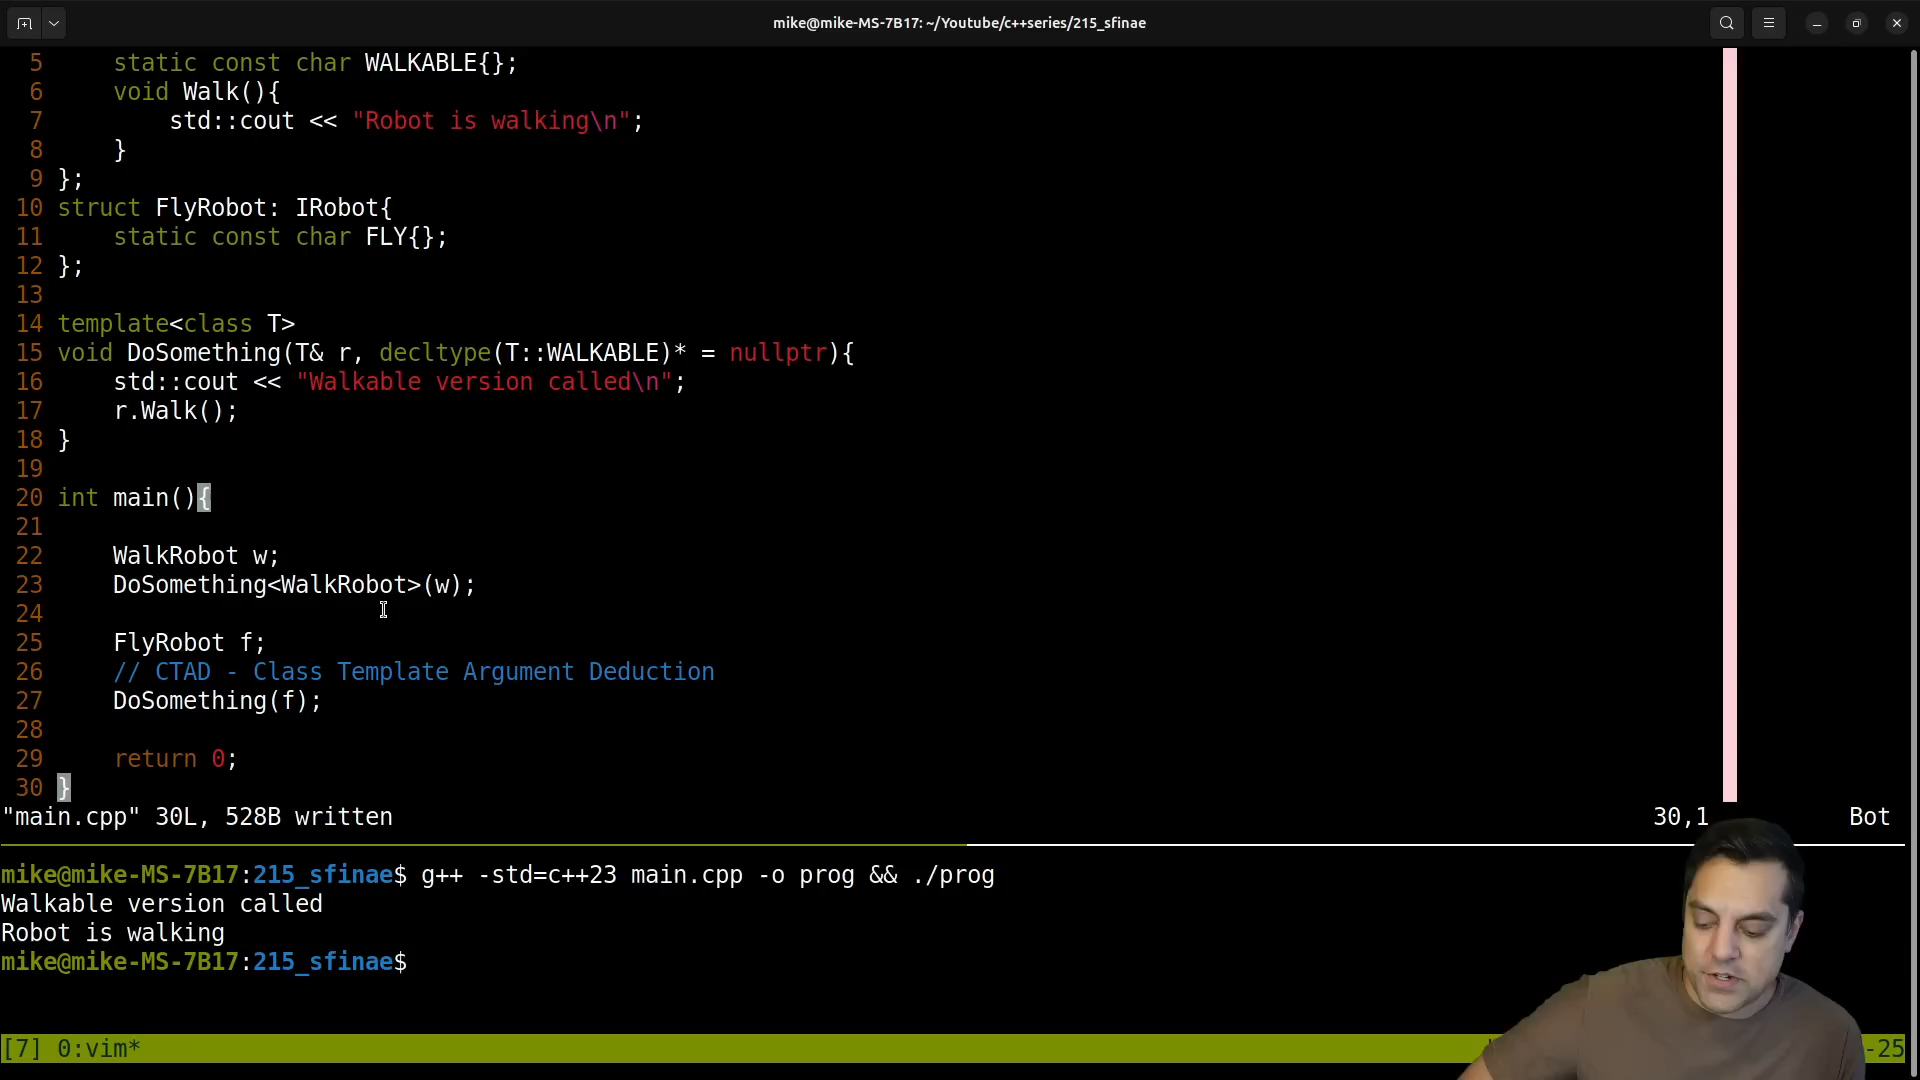 mike@mike-MS-7B17: ~/Youtube/c++series/215_sfinae
5     static const char WALKABLE{};
6     void Walk(){
7         std::cout << "Robot is walking\n";
8     }
9 };
10 struct FlyRobot: IRobot{
11     static const char FLY{};
12 };
13
14 template<class T>
15 void DoSomething(T& r, decltype(T::WALKABLE)* = nullptr){
16     std::cout << "Walkable version called\n";
17     r.Walk();
18 }
19
20 int main(){
21
22     WalkRobot w;
23     DoSomething<WalkRobot>(w);
24
25     FlyRobot f;
26     // CTAD - Class Template Argument Deduction
27     DoSomething(f);
28
29     return 0;
30 }
"main.cpp" 30L, 528B written 30,1 Bot
mike@mike-MS-7B17:215_sfinae$ g++ -std=c++23 main.cpp -o prog && ./prog
Walkable version called
Robot is walking
mike@mike-MS-7B17:215_sfinae$
[7] 0:vim* -25